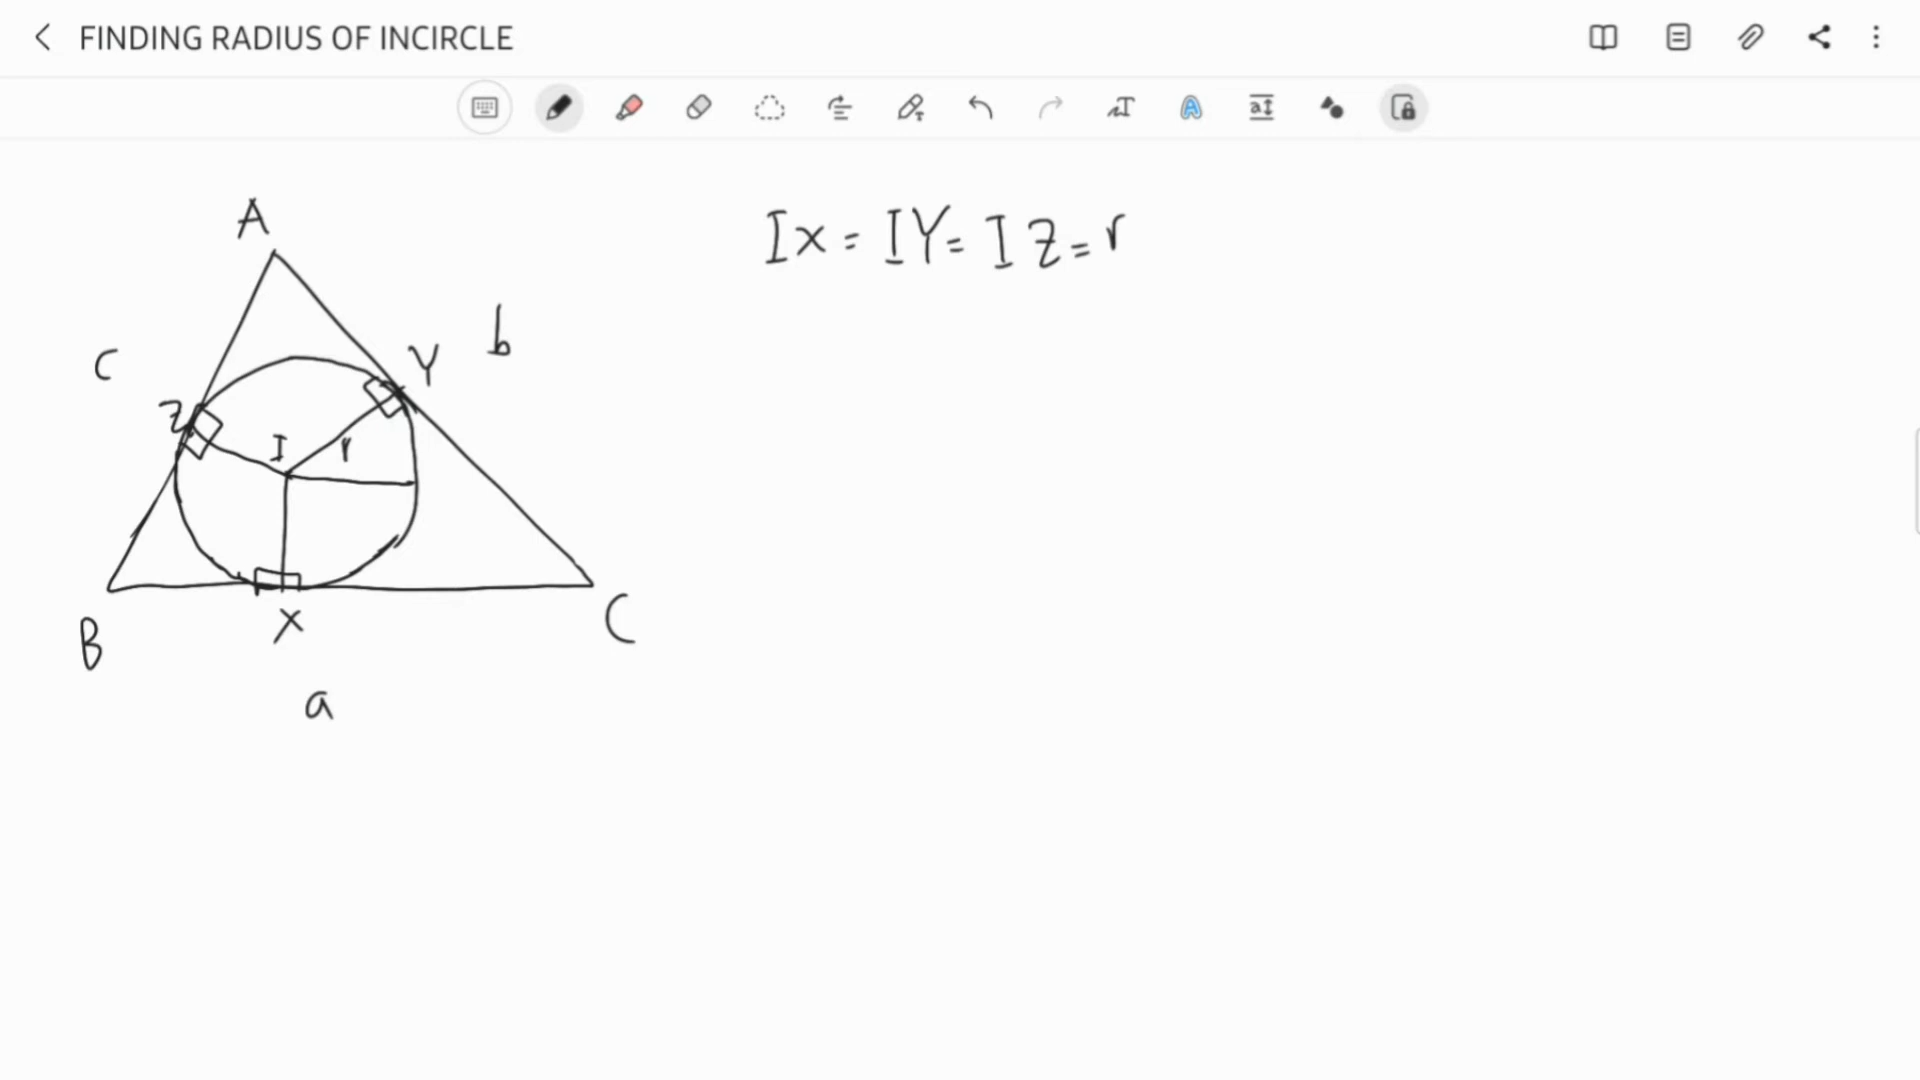 FINDING RADIUS OF INCIRCLE
A
IX = IY = IZ = r
b
C
Y
Z
I
r
B
X
C
a